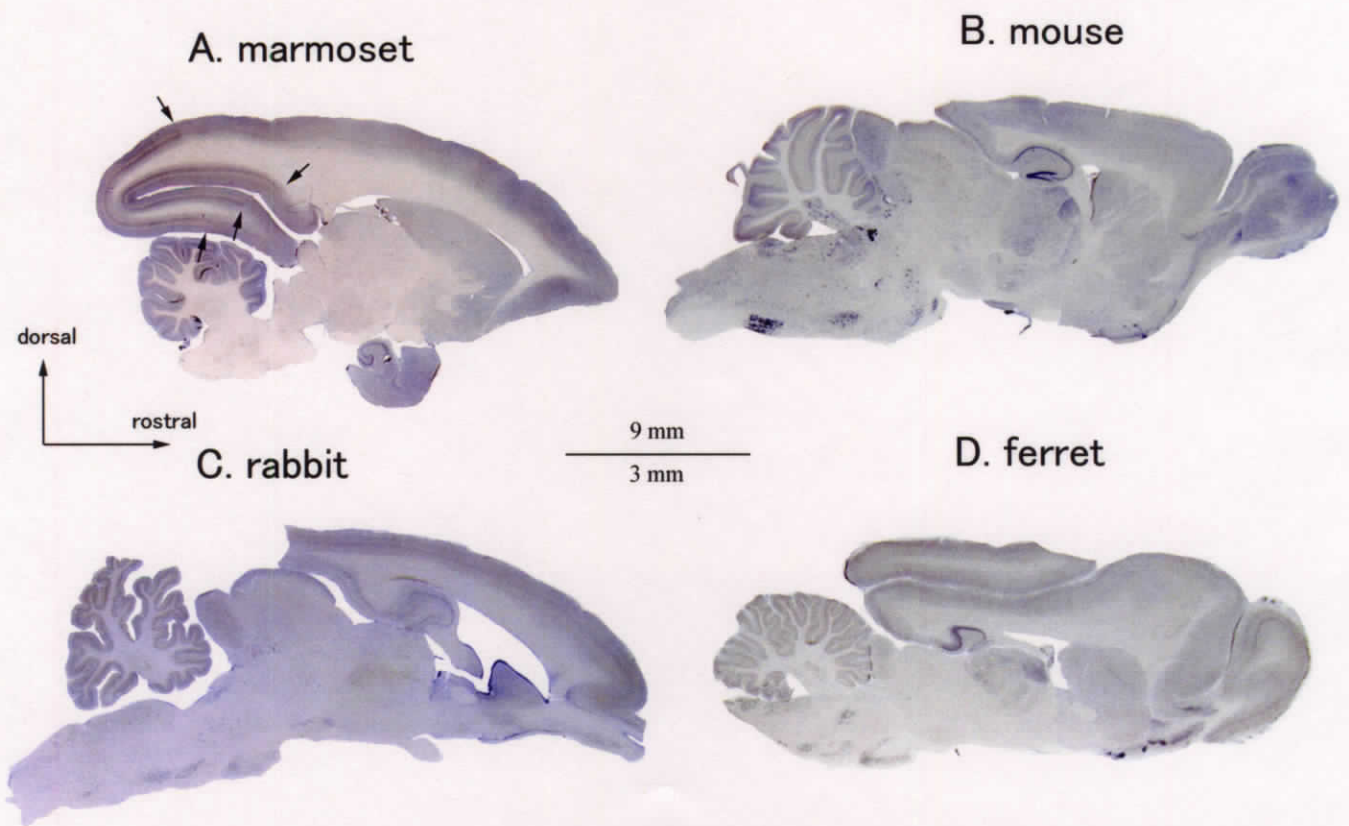 A. marmoset
B. mouse
dorsal
rostral
9 mm
3 mm
C. rabbit
D. ferret